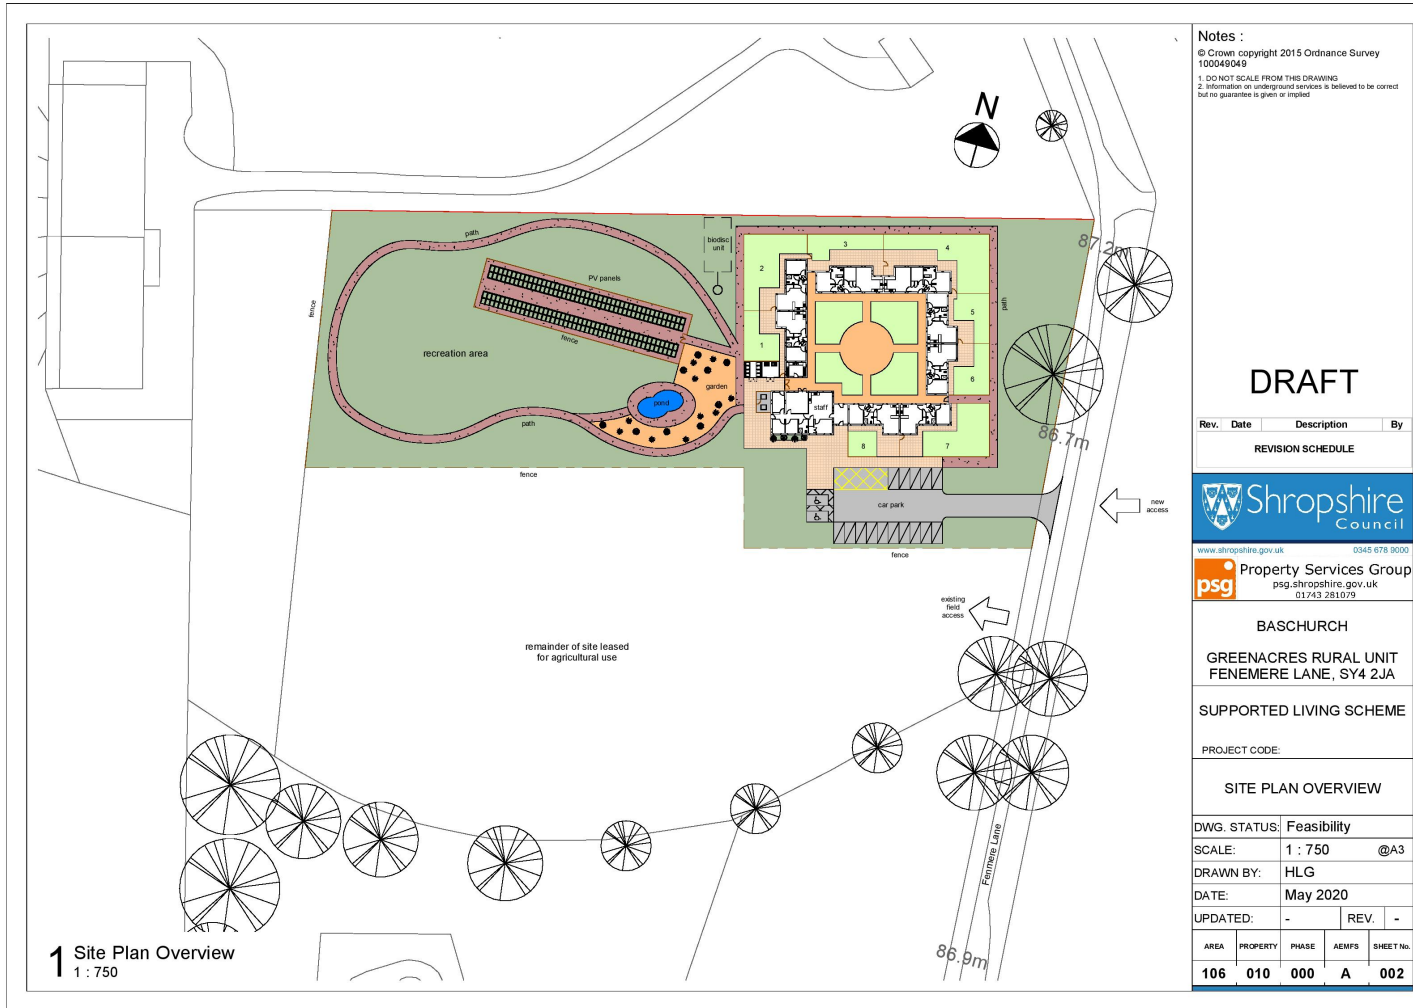 Notes :
© Crown copyright 2015 Ordnance Survey
100049049
1. DO NOT SCALE FROM THIS DRAWING
2. Information on underground services is believed to be correct
but no guarantee is given or implied
N
87.2m
path
biodisc
unit
3
4
2
PV panels
fence
path
5
fence
recreation area
1
6
garden
pond
staff
path
86.7m
8
7
fence
car park
new
access
fence
existing
field
access
remainder of site leased
for agricultural use
Fenmere Lane
86.9m
1 Site Plan Overview
1 : 750
DRAFT
Rev. Date Description By
REVISION SCHEDULE
Shropshire
Council
www.shropshire.gov.uk 0345 678 9000
psg Property Services Group
psg.shropshire.gov.uk
01743 281079
BASCHURCH
GREENACRES RURAL UNIT
FENEMERE LANE, SY4 2JA
SUPPORTED LIVING SCHEME
PROJECT CODE:
SITE PLAN OVERVIEW
DWG. STATUS: Feasibility
SCALE: 1 : 750 @A3
DRAWN BY: HLG
DATE: May 2020
UPDATED: - REV. -
AREA PROPERTY PHASE AEMFS SHEET No.
106 010 000 A 002